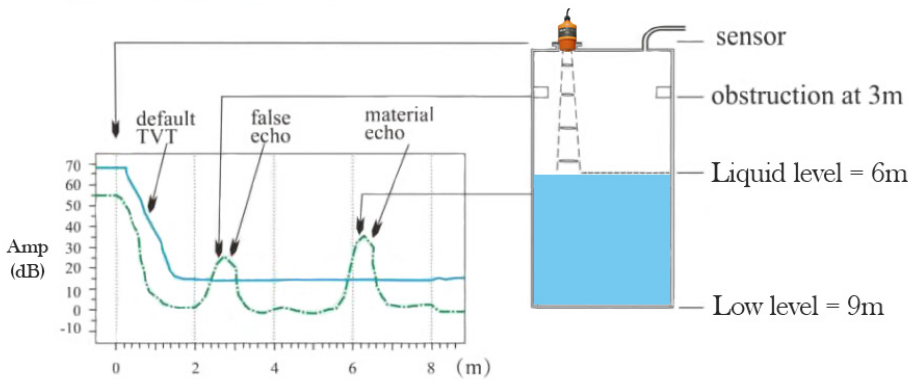 sensor
obstruction at 3m
Liquid level = 6m
Low level = 9m
default
TVT
false
echo
material
echo
Amp
(dB)
70
60
50
40
30
20
10
0
-10
0 2 4 6 8 (m)